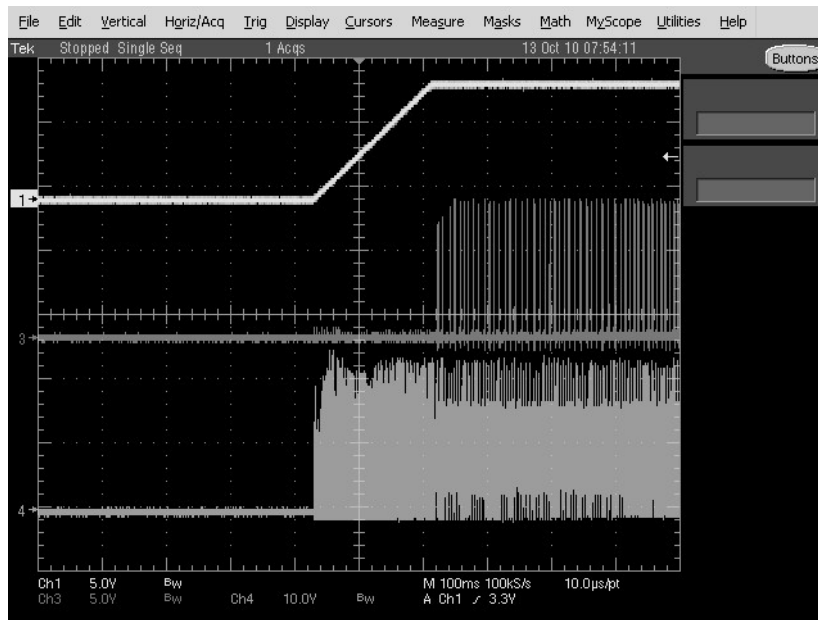 File Edit Vertical Horiz/Acq Trig Display Cursors Measure Masks Math MyScope Utilities Help
Tek Stopped Single Seq 1 Acqs 13 Oct 10 07:54:11
Buttons
1
3
4
Ch1 5.0V Bw M 100ms 100kS/s 10.0µs/pt
Ch3 5.0V Bw Ch4 10.0V Bw A Ch1 ⌿ 3.3V